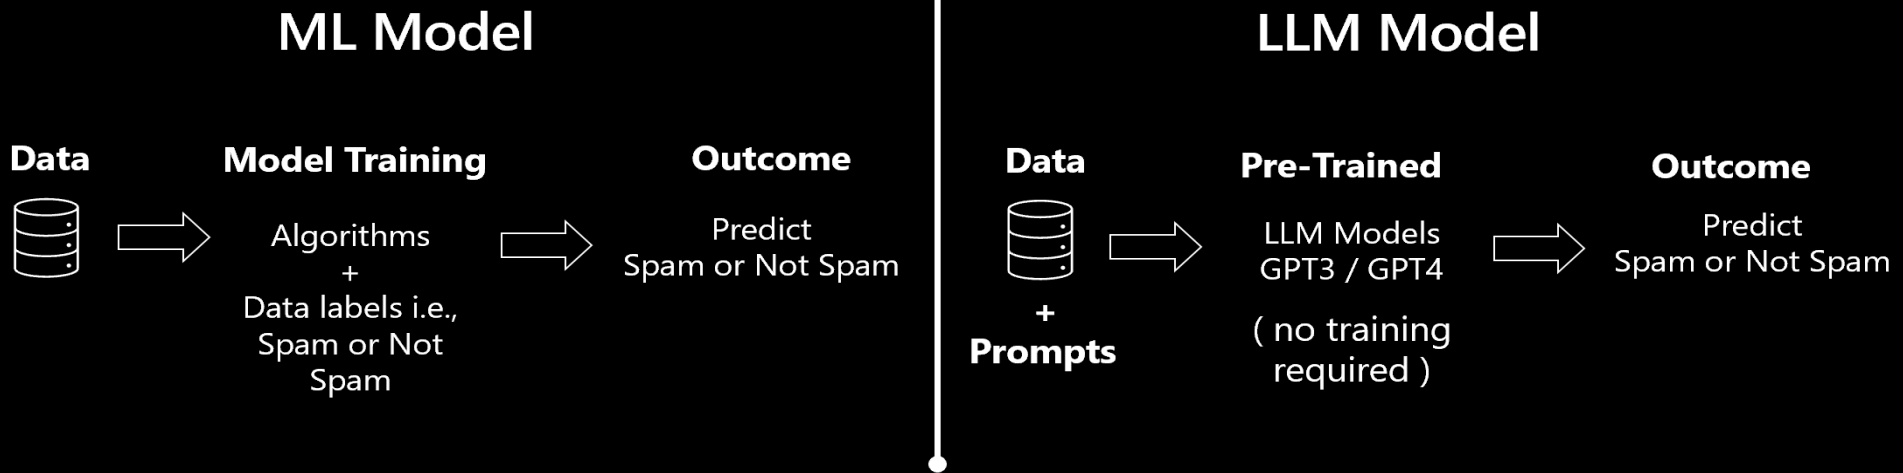 ML Model
Data
Model Training
Outcome
Algorithms
+
Data labels i.e.,
Spam or Not
Spam
Predict
Spam or Not Spam
LLM Model
Data
+
Prompts
Pre-Trained
LLM Models
GPT3 / GPT4
( no training
required )
Outcome
Predict
Spam or Not Spam